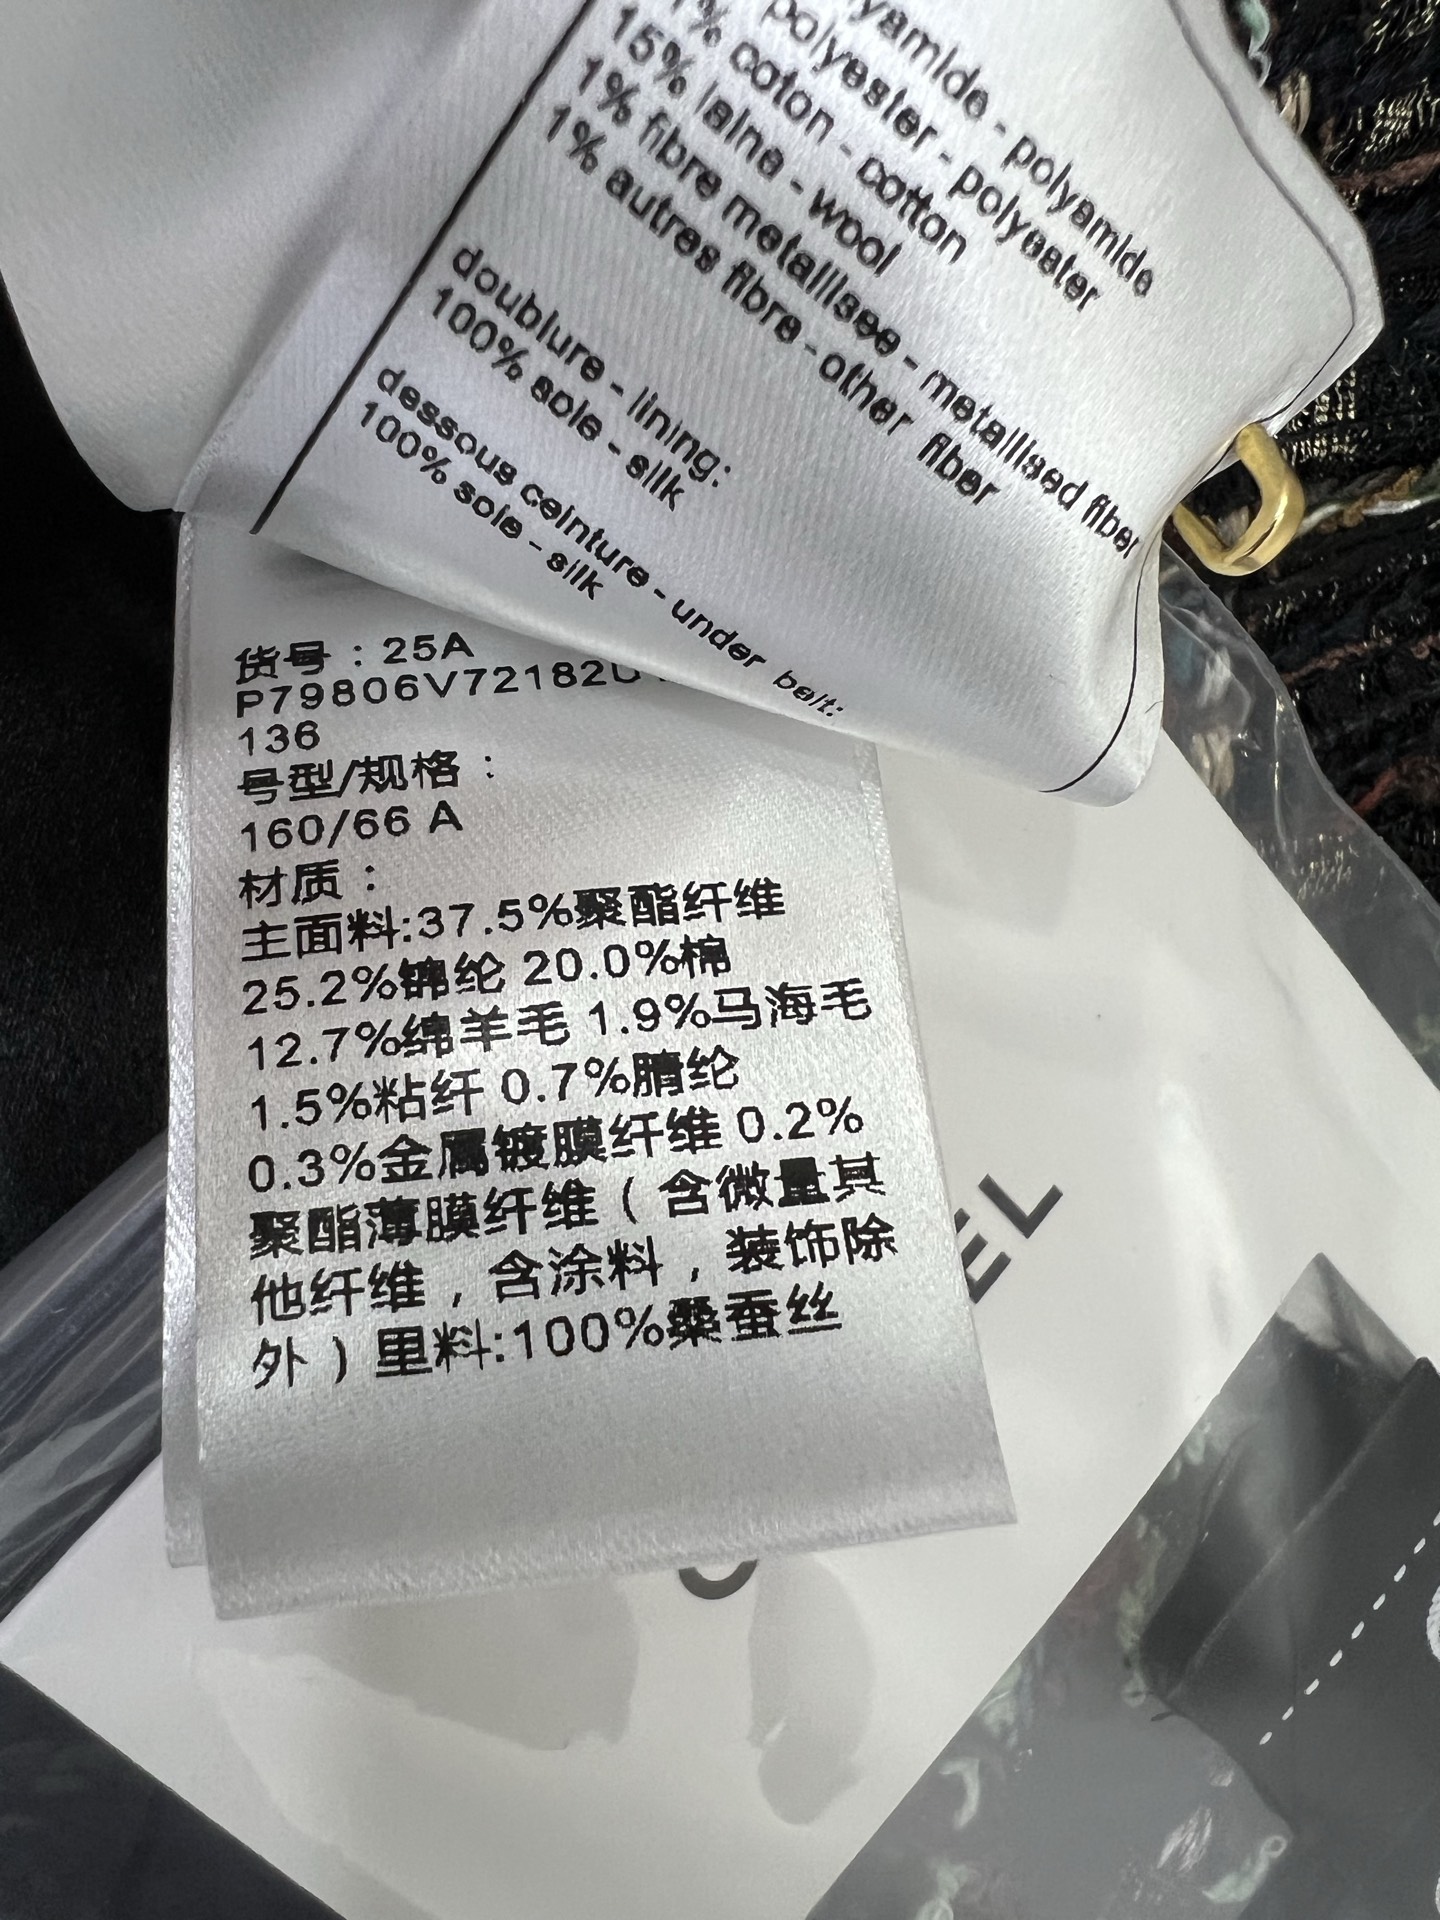 polyamide
polyester - polyester
coton - cotton
15% laine - wool
1% fibre metallisee - metallised fiber
1% autres fibre - other fiber
doublure - lining:
100% soie - silk
dessous ceinture - under belt:
100% soie - silk
货号：25A
P79806V72182
136
号型/规格：
160/66 A
材质：
主面料:37.5%聚酯纤维
25.2%锦纶 20.0%棉
12.7%绵羊毛 1.9%马海毛
1.5%粘纤 0.7%腈纶
0.3%金属镀膜纤维 0.2%
聚酯薄膜纤维（含微量其
他纤维，含涂料，装饰除
外）里料:100%桑蚕丝
EL